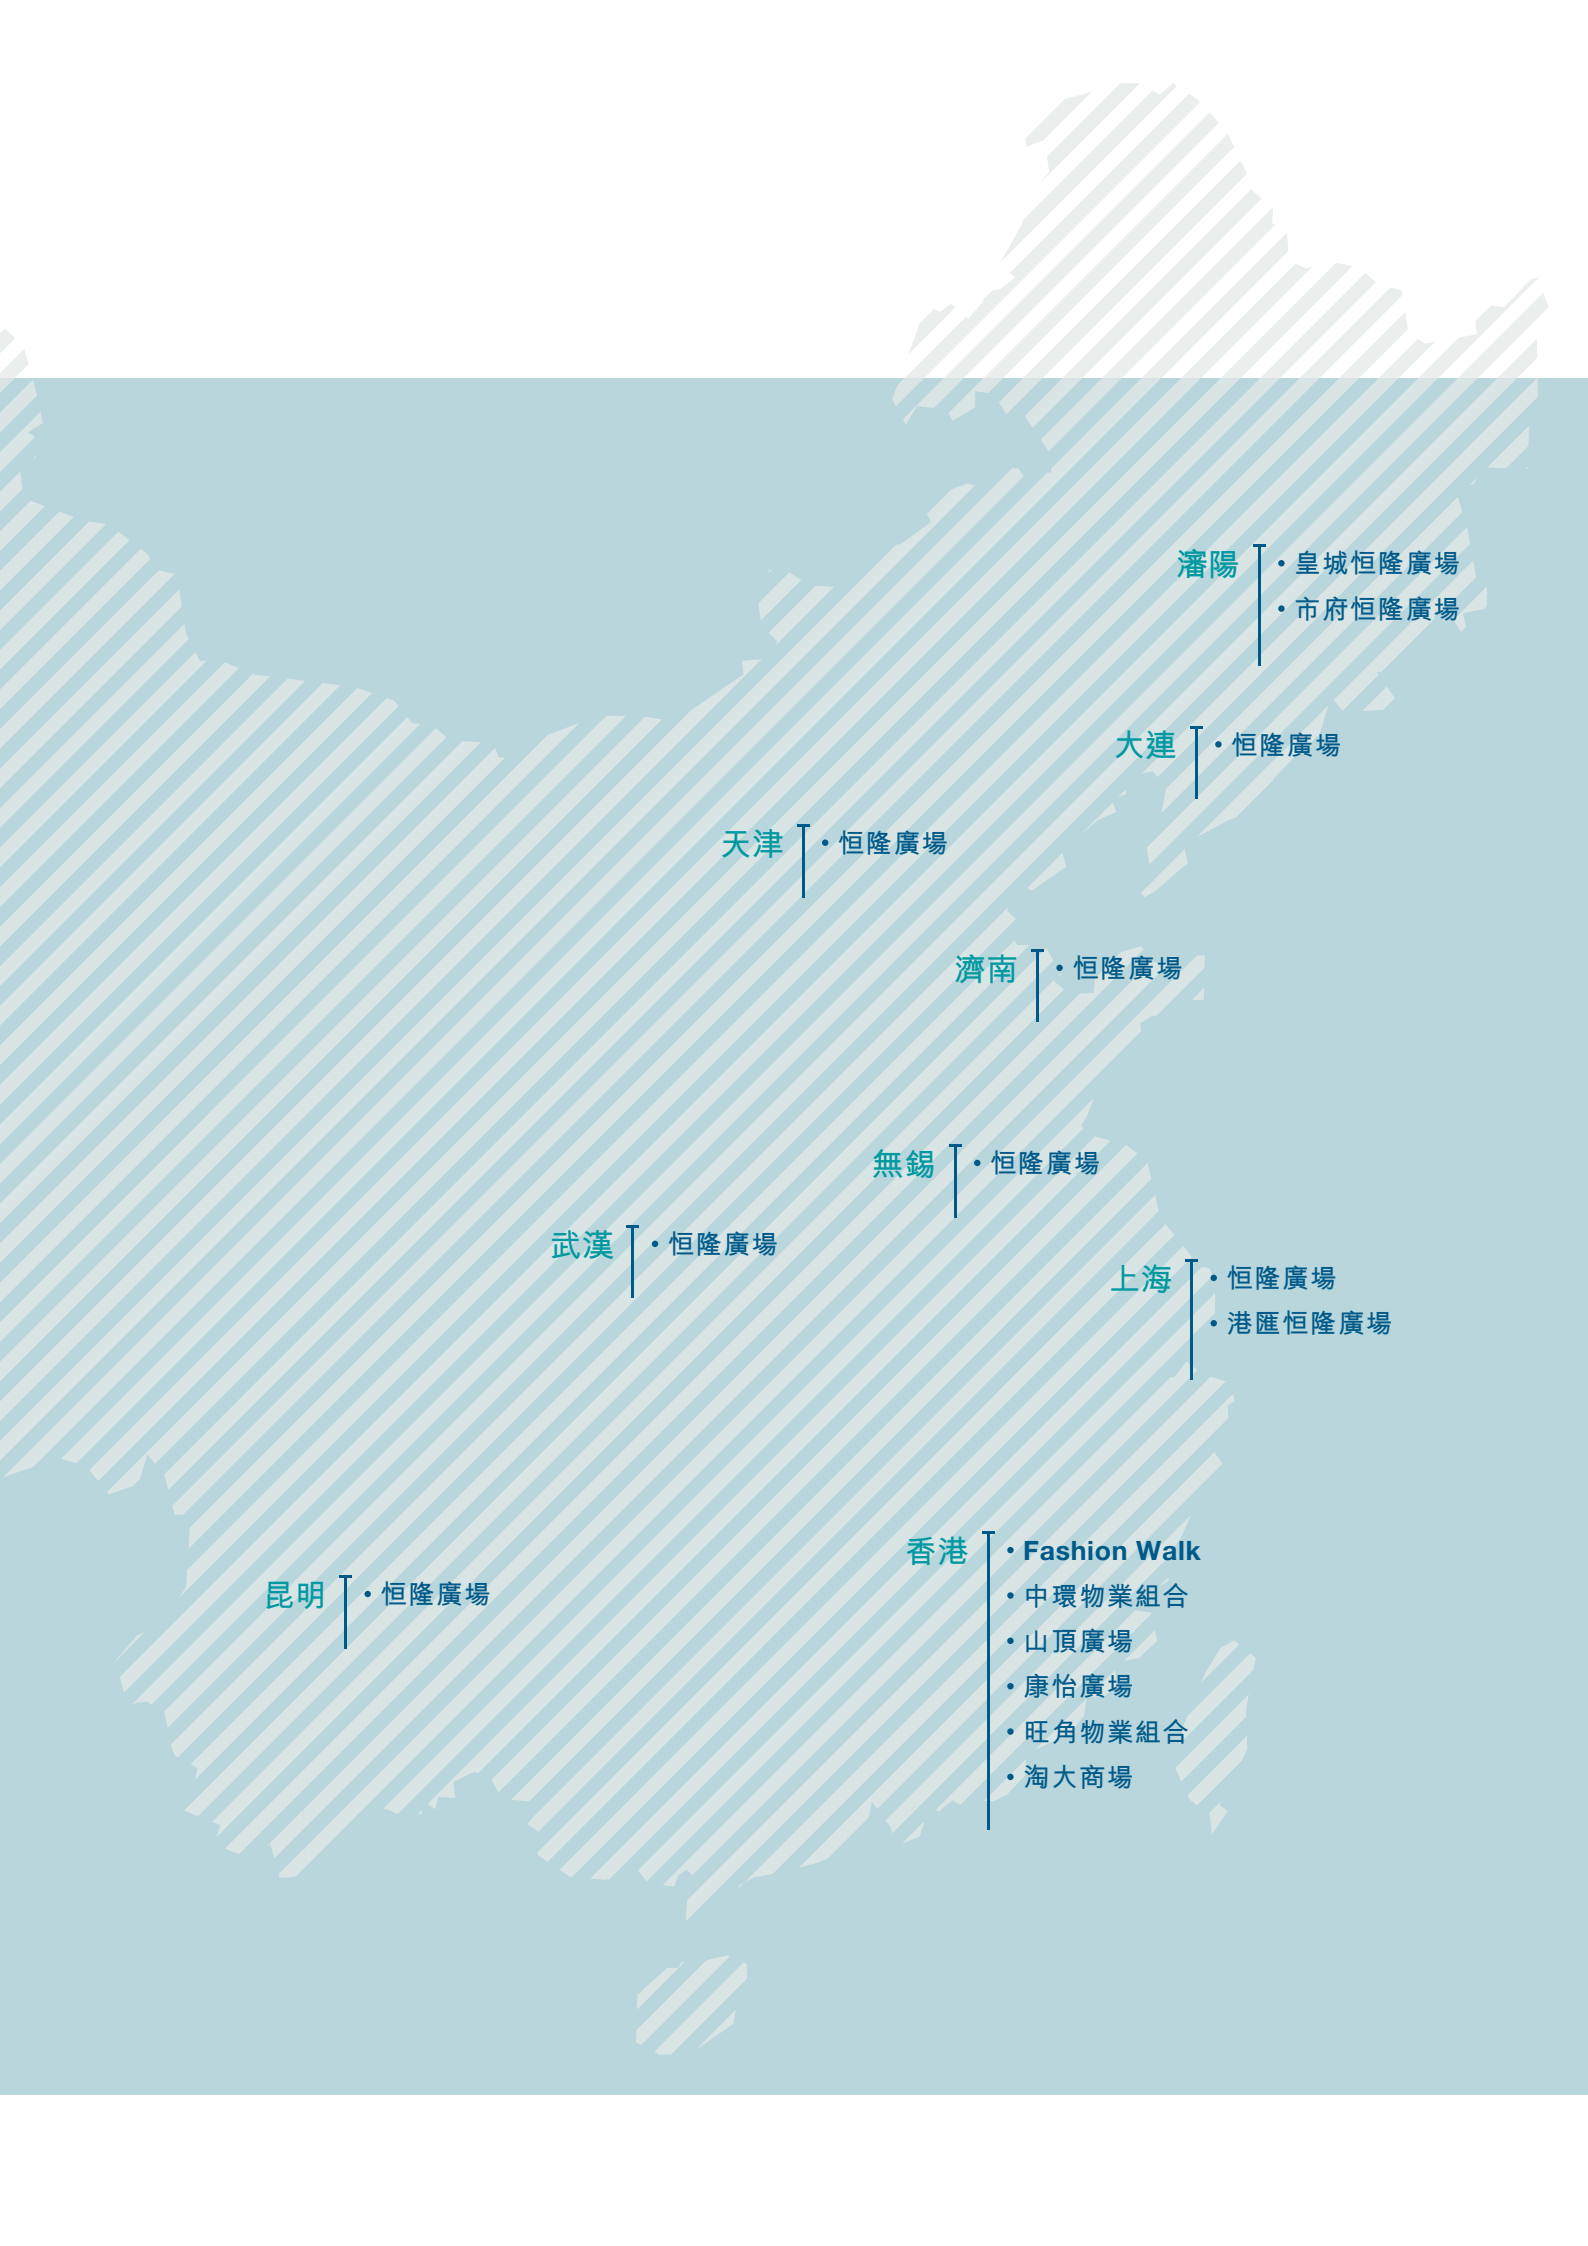 瀋陽
• 皇城恒隆廣場
• 市府恒隆廣場
大連
• 恒隆廣場
天津
• 恒隆廣場
濟南
• 恒隆廣場
無錫
• 恒隆廣場
武漢
• 恒隆廣場
上海
• 恒隆廣場
• 港匯恒隆廣場
香港
• Fashion Walk
• 中環物業組合
• 山頂廣場
• 康怡廣場
• 旺角物業組合
• 淘大商場
昆明
• 恒隆廣場